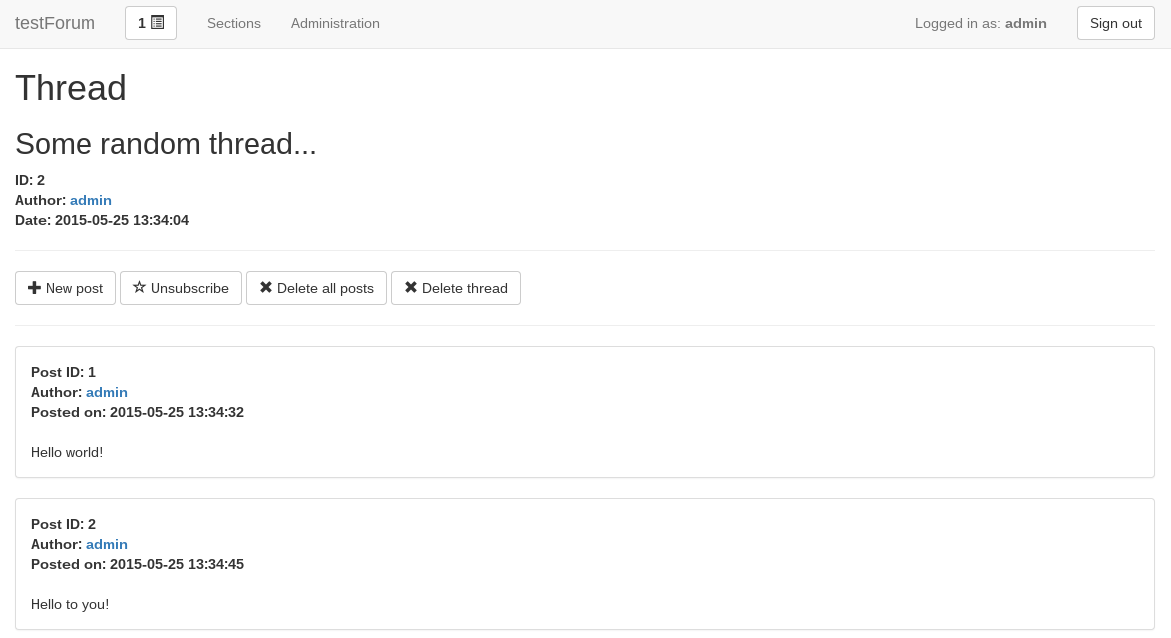 testForum 1 Sections Administration Logged in as: admin Sign out
Thread
Some random thread...
ID: 2
Author: admin
Date: 2015-05-25 13:34:04
New post Unsubscribe Delete all posts Delete thread
Post ID: 1
Author: admin
Posted on: 2015-05-25 13:34:32
Hello world!
Post ID: 2
Author: admin
Posted on: 2015-05-25 13:34:45
Hello to you!